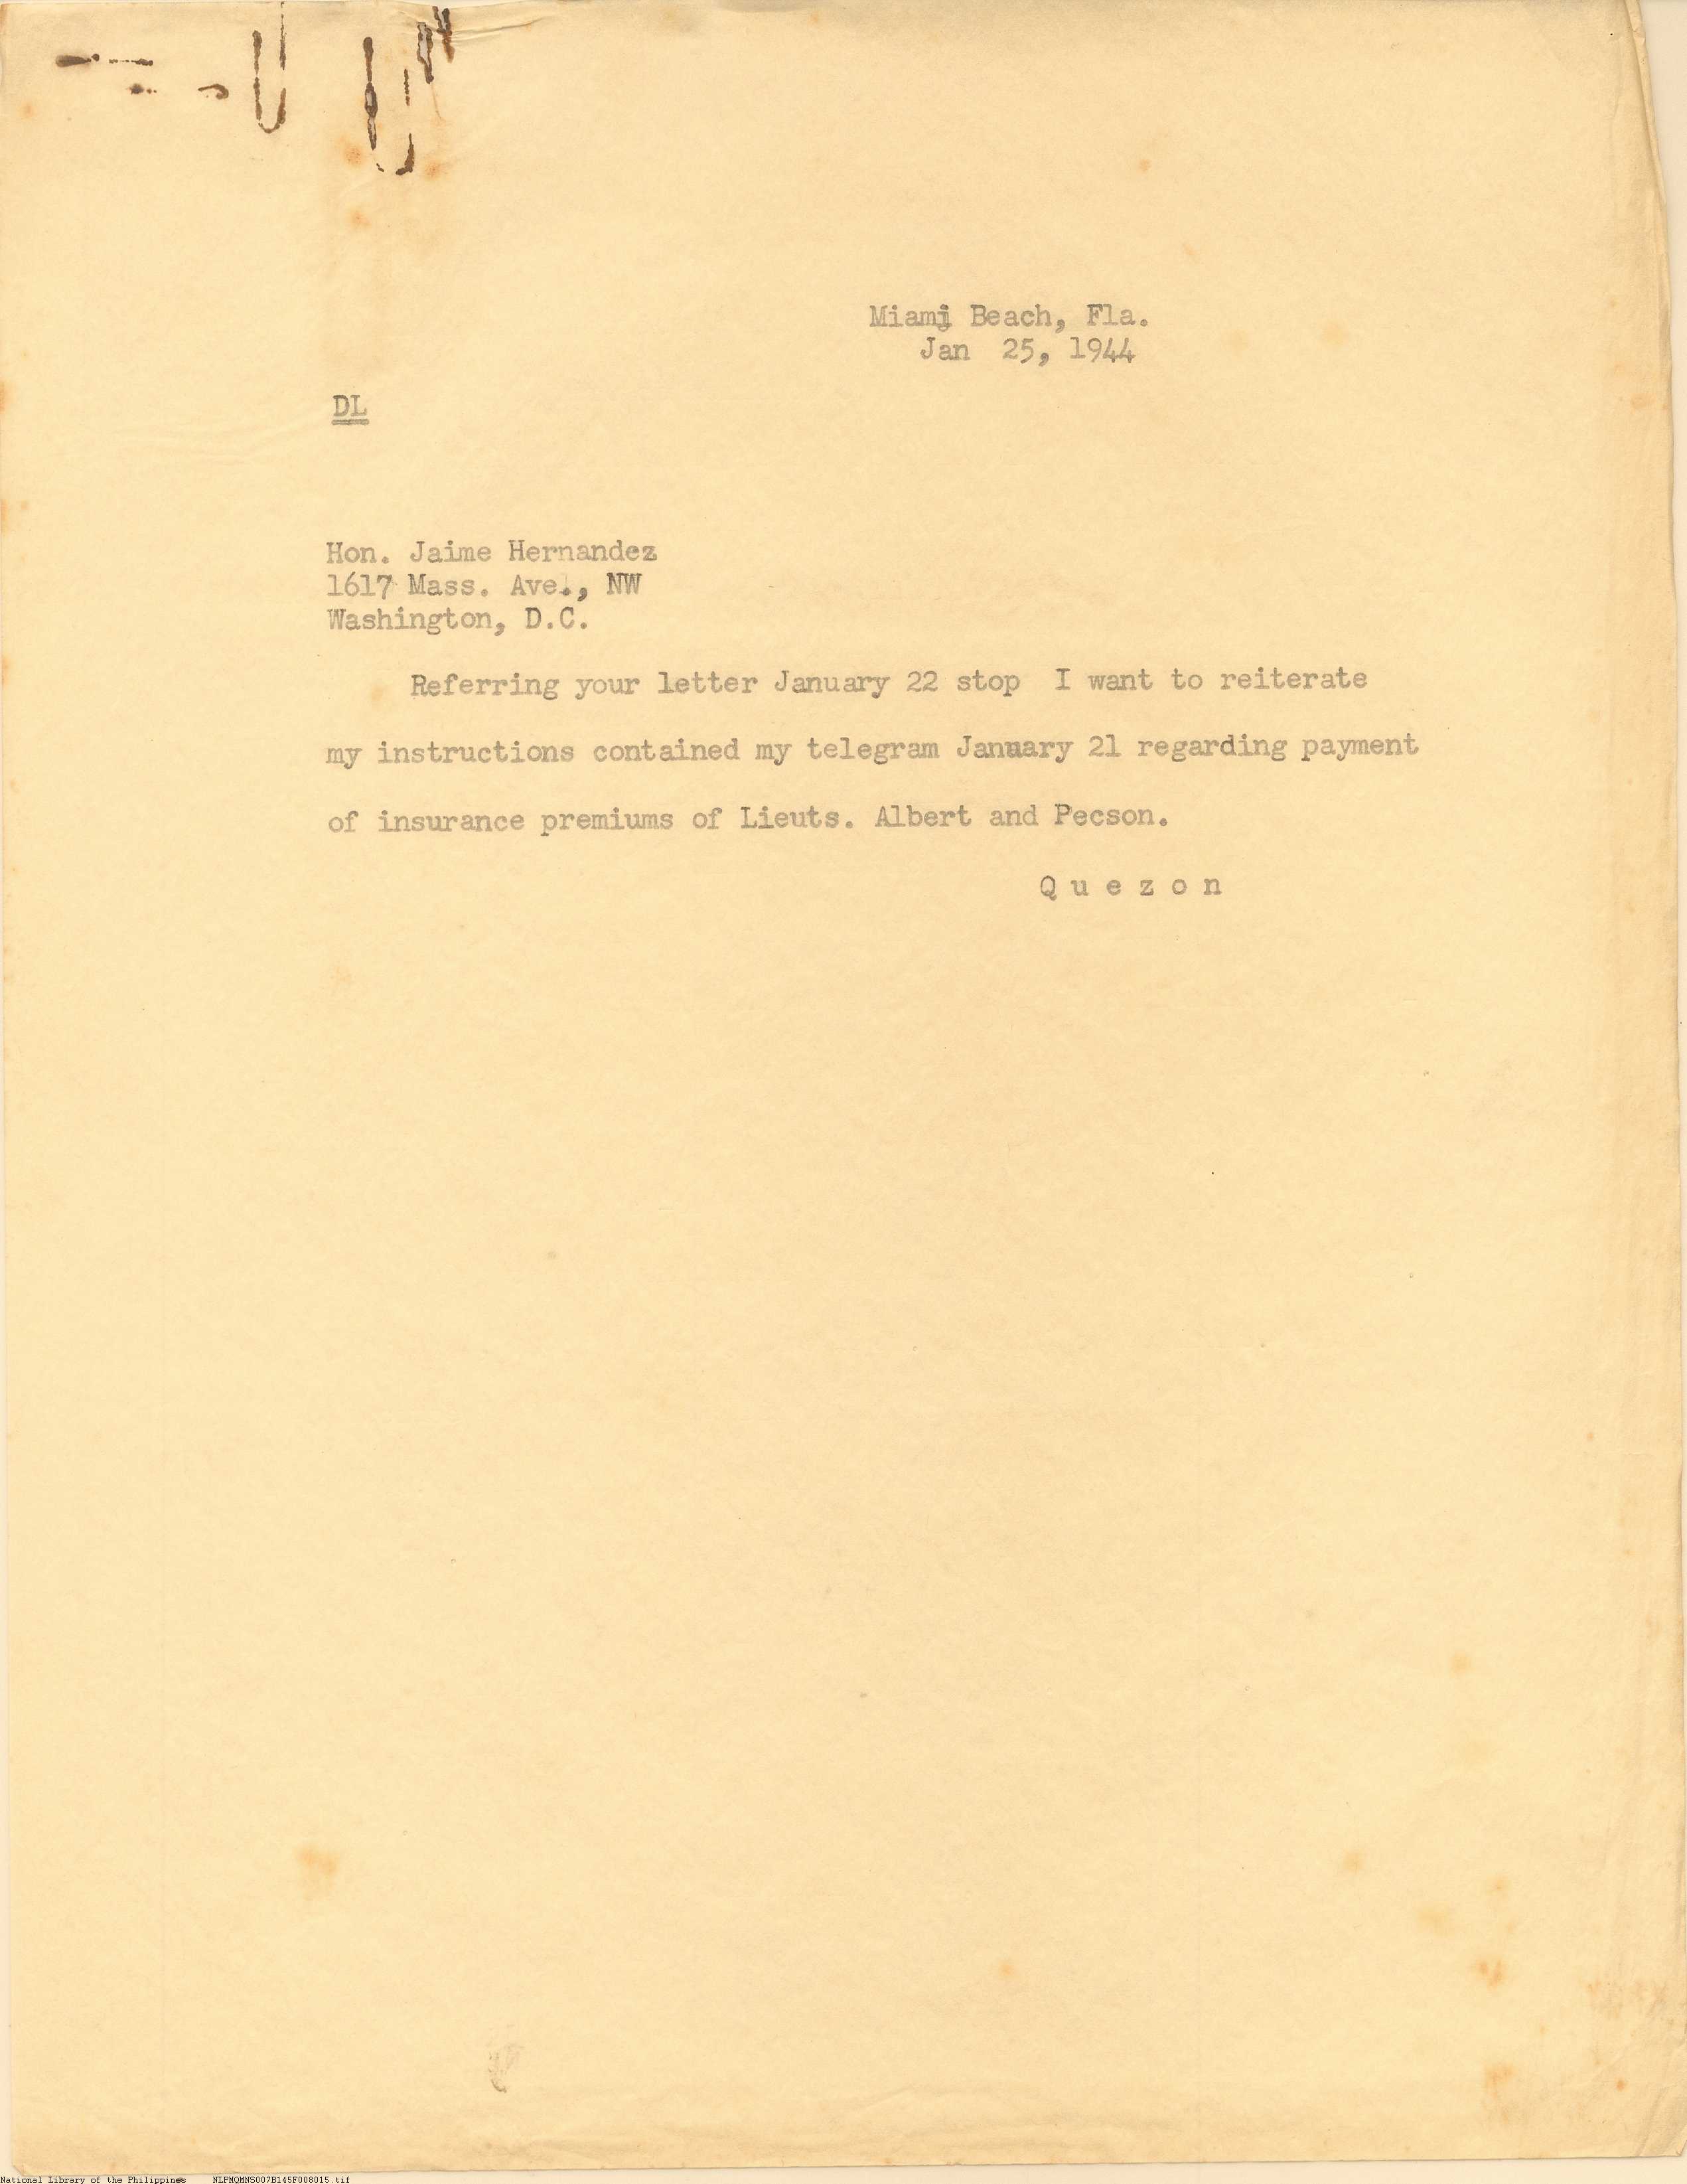 Miami Beach, Fla.
Jan 25, 1944
DL
Hon. Jaime Hernandez
1617 Mass. Ave., NW
Washington, D.C.
Referring your letter January 22 stop I want to reiterate
my instructions contained my telegram January 21 regarding payment
of insurance premiums of Lieuts. Albert and Pecson.
Q u e z o n
National Library of the Philippines NLPMQMNS007B145F008015.tif